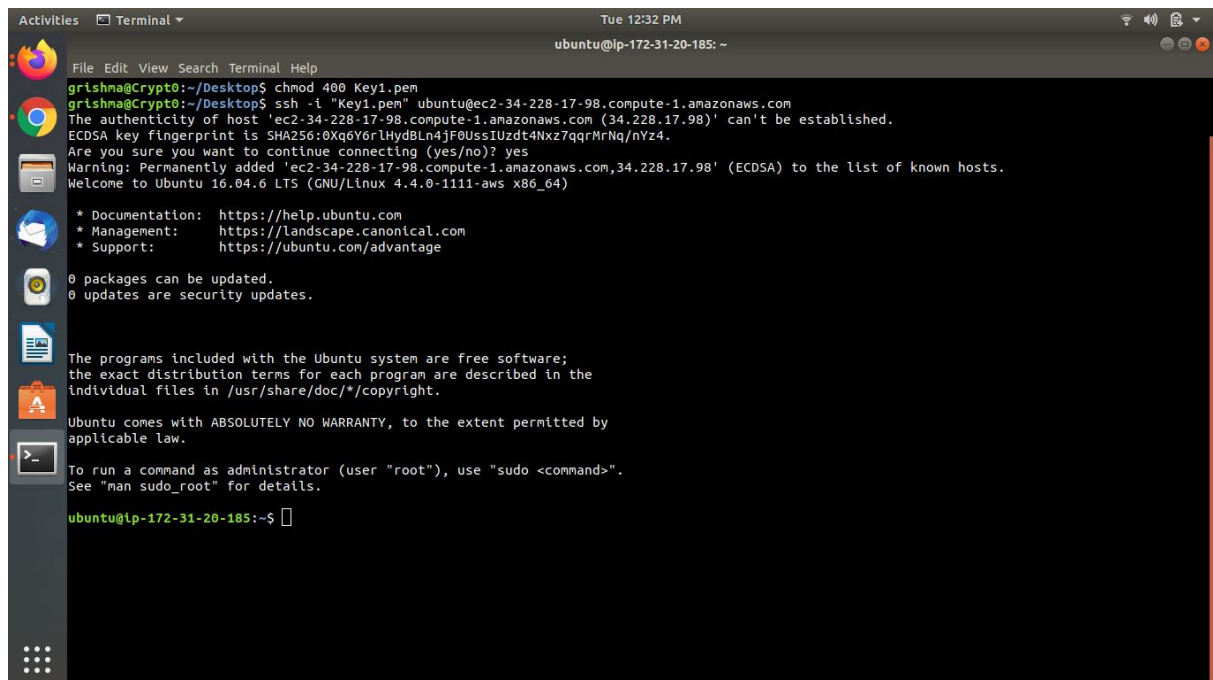 Activities Terminal Tue 12:32 PM
ubuntu@ip-172-31-20-185: ~
File Edit View Search Terminal Help
grishma@Crypt0:~/Desktop$ chmod 400 Key1.pem
grishma@Crypt0:~/Desktop$ ssh -i "Key1.pem" ubuntu@ec2-34-228-17-98.compute-1.amazonaws.com
The authenticity of host 'ec2-34-228-17-98.compute-1.amazonaws.com (34.228.17.98)' can't be established.
ECDSA key fingerprint is SHA256:0Xq6Y6rlHydBLn4jF0UssIUzdt4Nxz7qqrMrNq/nYz4.
Are you sure you want to continue connecting (yes/no)? yes
Warning: Permanently added 'ec2-34-228-17-98.compute-1.amazonaws.com,34.228.17.98' (ECDSA) to the list of known hosts.
Welcome to Ubuntu 16.04.6 LTS (GNU/Linux 4.4.0-1111-aws x86_64)
* Documentation: https://help.ubuntu.com
* Management: https://landscape.canonical.com
* Support: https://ubuntu.com/advantage
0 packages can be updated.
0 updates are security updates.
The programs included with the Ubuntu system are free software;
the exact distribution terms for each program are described in the
individual files in /usr/share/doc/*/copyright.
Ubuntu comes with ABSOLUTELY NO WARRANTY, to the extent permitted by
applicable law.
To run a command as administrator (user "root"), use "sudo <command>".
See "man sudo_root" for details.
ubuntu@ip-172-31-20-185:~$